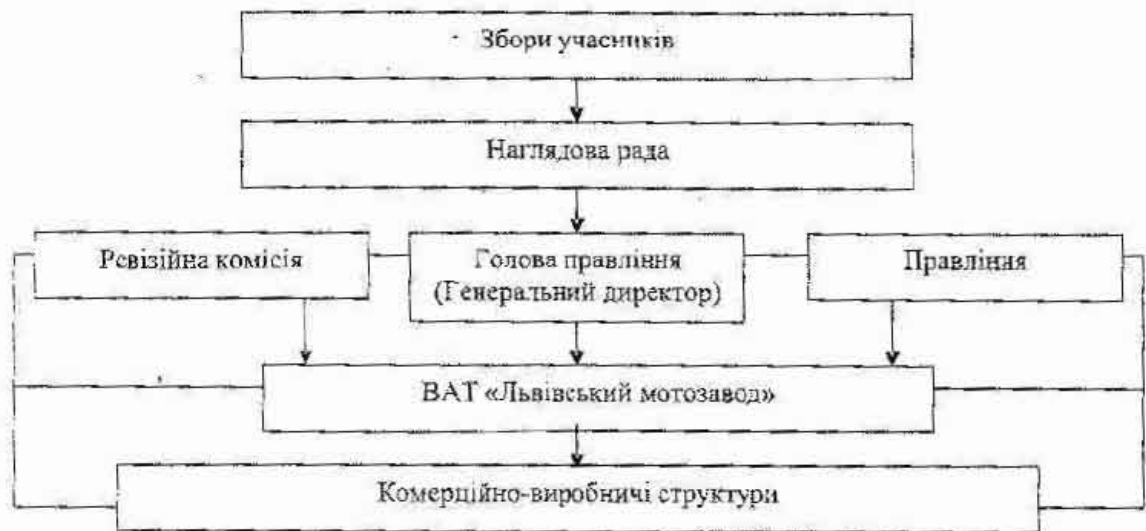 Збори учасників
Наглядова рада
Ревізійна комісія
Голова правління
(Генеральний директор)
Правління
ВАТ «Львівський мотозавод»
Комерційно-виробничі структури